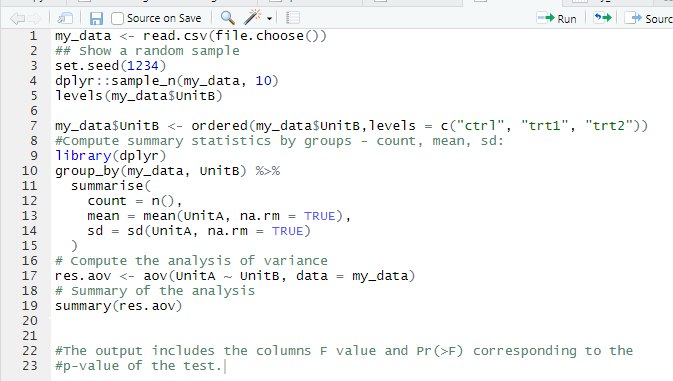 Source on Save
Run
Sourc
1 my_data <- read.csv(file.choose())
2 ## Show a random sample
3 set.seed(1234)
4 dplyr::sample_n(my_data, 10)
5 levels(my_data$UnitB)
6
7 my_data$UnitB <- ordered(my_data$UnitB,levels = c("ctrl", "trt1", "trt2"))
8 #Compute summary statistics by groups - count, mean, sd:
9 library(dplyr)
10 group_by(my_data, UnitB) %>%
11   summarise(
12     count = n(),
13     mean = mean(UnitA, na.rm = TRUE),
14     sd = sd(UnitA, na.rm = TRUE)
15   )
16 # Compute the analysis of variance
17 res.aov <- aov(UnitA ~ UnitB, data = my_data)
18 # Summary of the analysis
19 summary(res.aov)
20
21
22 #The output includes the columns F value and Pr(>F) corresponding to the
23 #p-value of the test.